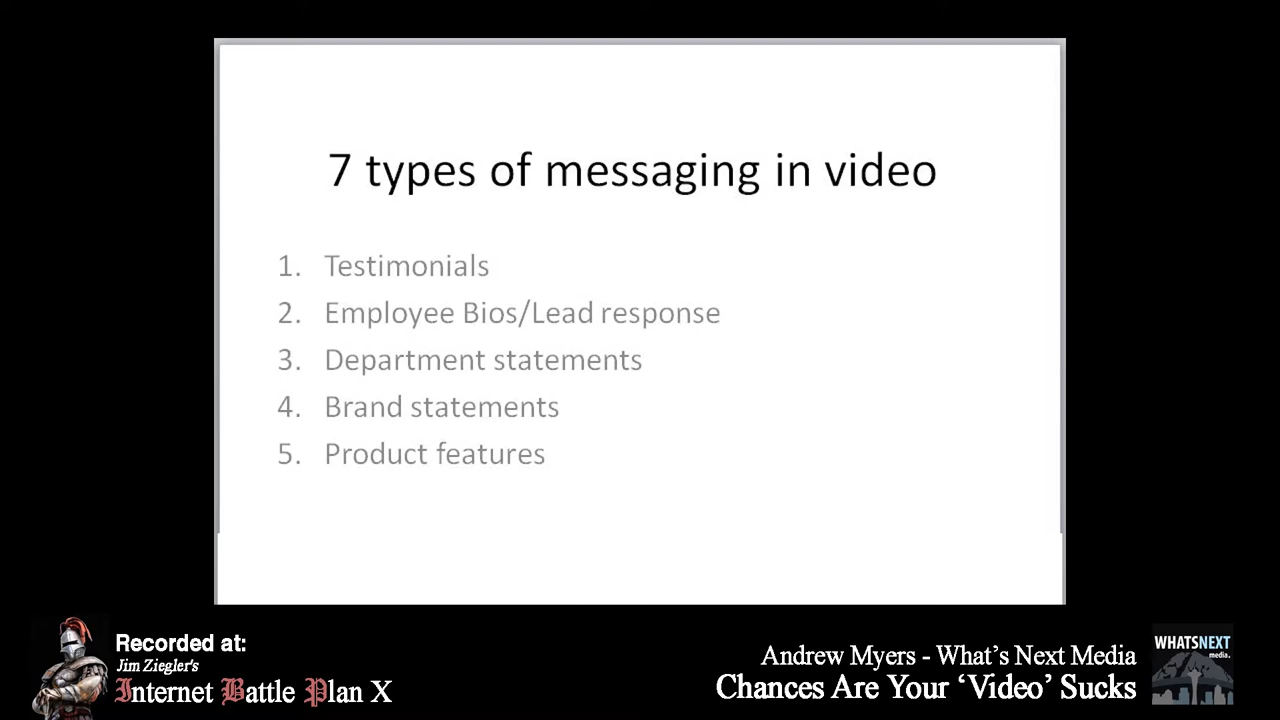 7 types of messaging in video
1. Testimonials
2. Employee Bios/Lead response
3. Department statements
4. Brand statements
5. Product features
Recorded at:
Jim Ziegler's
Internet Battle Plan X
Andrew Myers - What's Next Media
Chances Are Your ‘Video’ Sucks
WHATSNEXT
media.